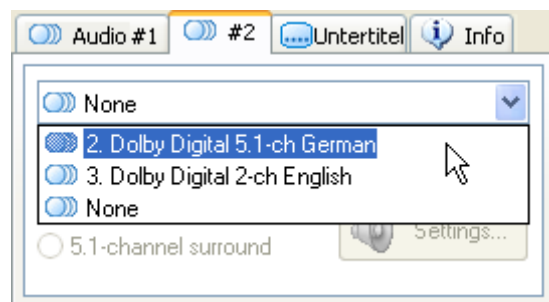 Audio #1 #2 Untertitel Info
None
2. Dolby Digital 5.1-ch German
3. Dolby Digital 2-ch English
None
5.1-channel surround Settings...